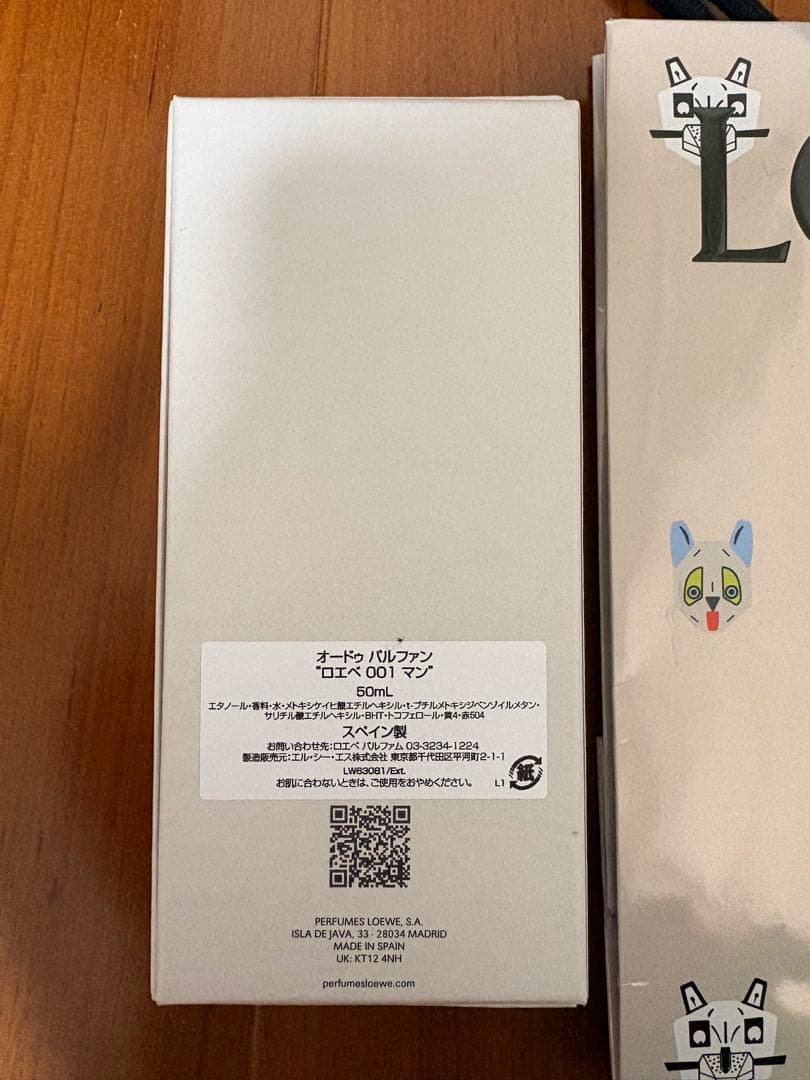 オードゥ パルファン
"ロエベ 001 マン"
50mL
エタノール・香料・水・メトキシケイヒ酸エチルヘキシル・t-ブチルメトキシジベンゾイルメタン・
サリチル酸エチルヘキシル・BHT・トコフェロール・黄4・赤504
スペイン製
お問い合わせ先：ロエベ パルファム 03-3234-1224
製造販売元：エル・シー・エス株式会社 東京都千代田区平河町2-1-1
LW63081/Ext.
お肌に合わないときは、ご使用をおやめください。 L1 紙
PERFUMES LOEWE, S.A.
ISLA DE JAVA, 33 · 28034 MADRID
MADE IN SPAIN
UK: KT12 4NH
perfumesloewe.com
LO